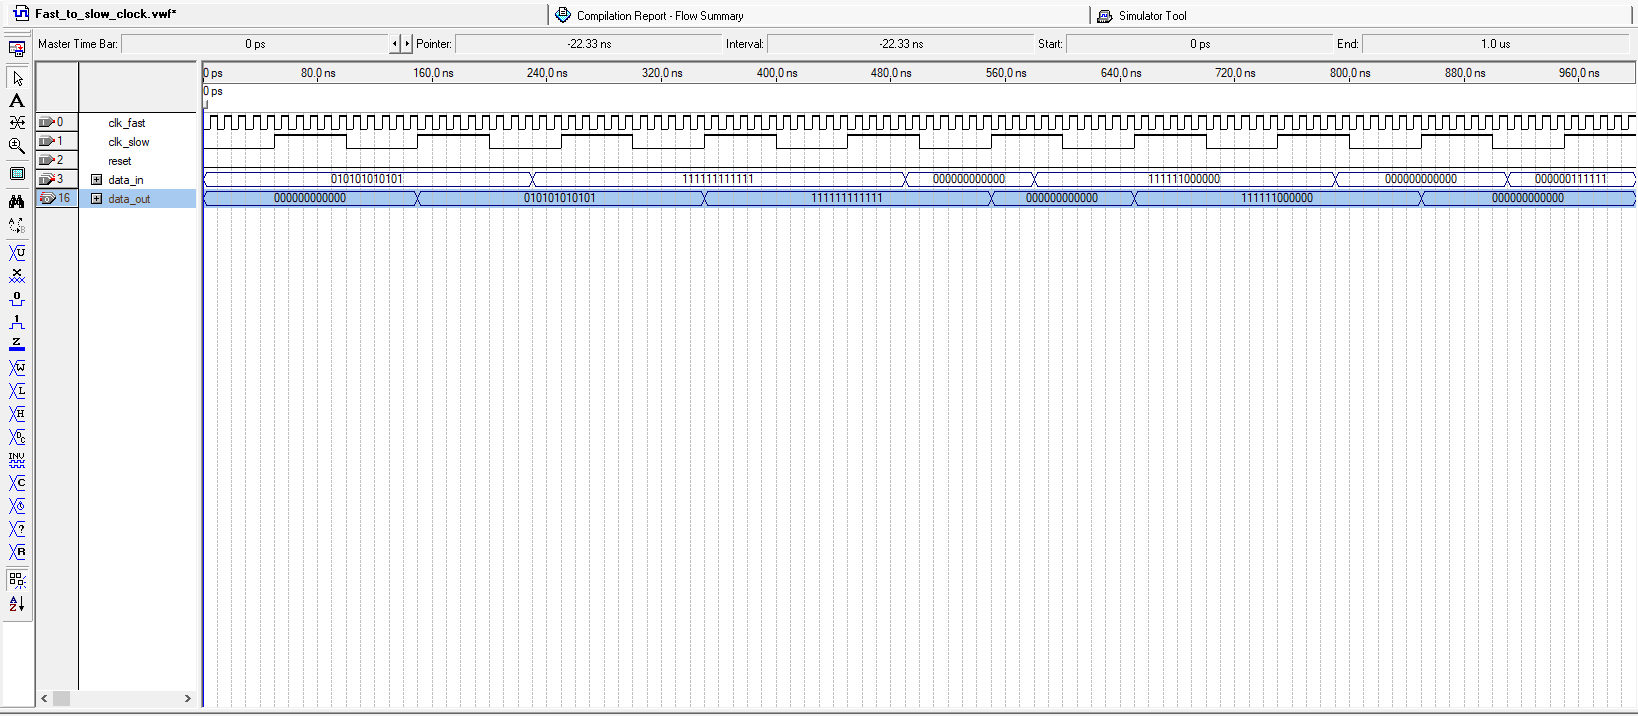 Fast_to_slow_clock.vwf* Compilation Report - Flow Summary Simulator Tool
Master Time Bar: 0 ps Pointer: -22.33 ns Interval: -22.33 ns Start: 0 ps End: 1.0 us
0 ps 80.0 ns 160.0 ns 240.0 ns 320.0 ns 400.0 ns 480.0 ns 560.0 ns 640.0 ns 720.0 ns 800.0 ns 880.0 ns 960.0 ns
0 ps
0 clk_fast
1 clk_slow
2 reset
3 data_in 010101010101 111111111111 000000000000 111111000000 000000000000 000000111111
16 data_out 000000000000 010101010101 111111111111 000000000000 111111000000 000000000000